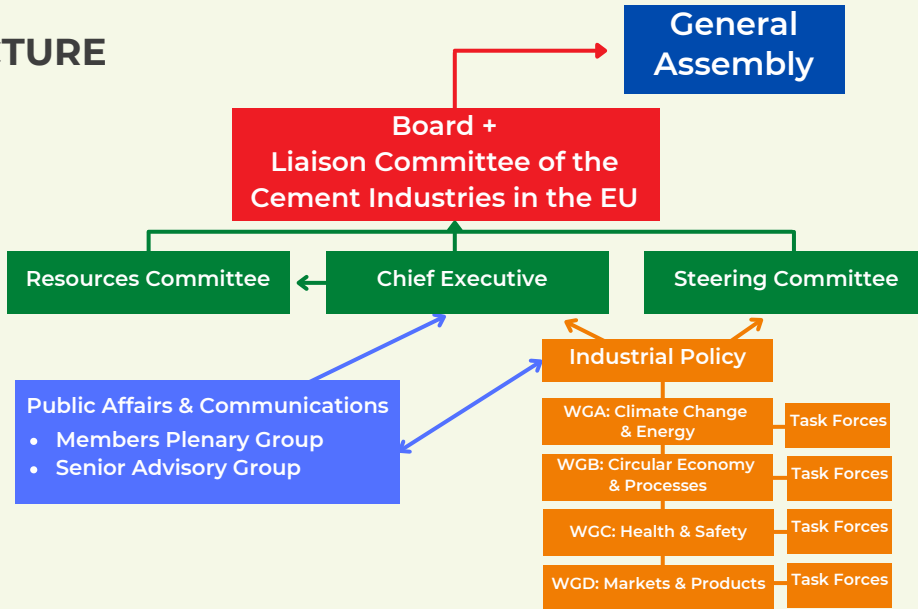 CTURE
General
Assembly
Board +
Liaison Committee of the
Cement Industries in the EU
Resources Committee
Chief Executive
Steering Committee
Industrial Policy
Public Affairs & Communications
• Members Plenary Group
• Senior Advisory Group
WGA: Climate Change
& Energy
Task Forces
WGB: Circular Economy
& Processes
Task Forces
WGC: Health & Safety
Task Forces
WGD: Markets & Products
Task Forces